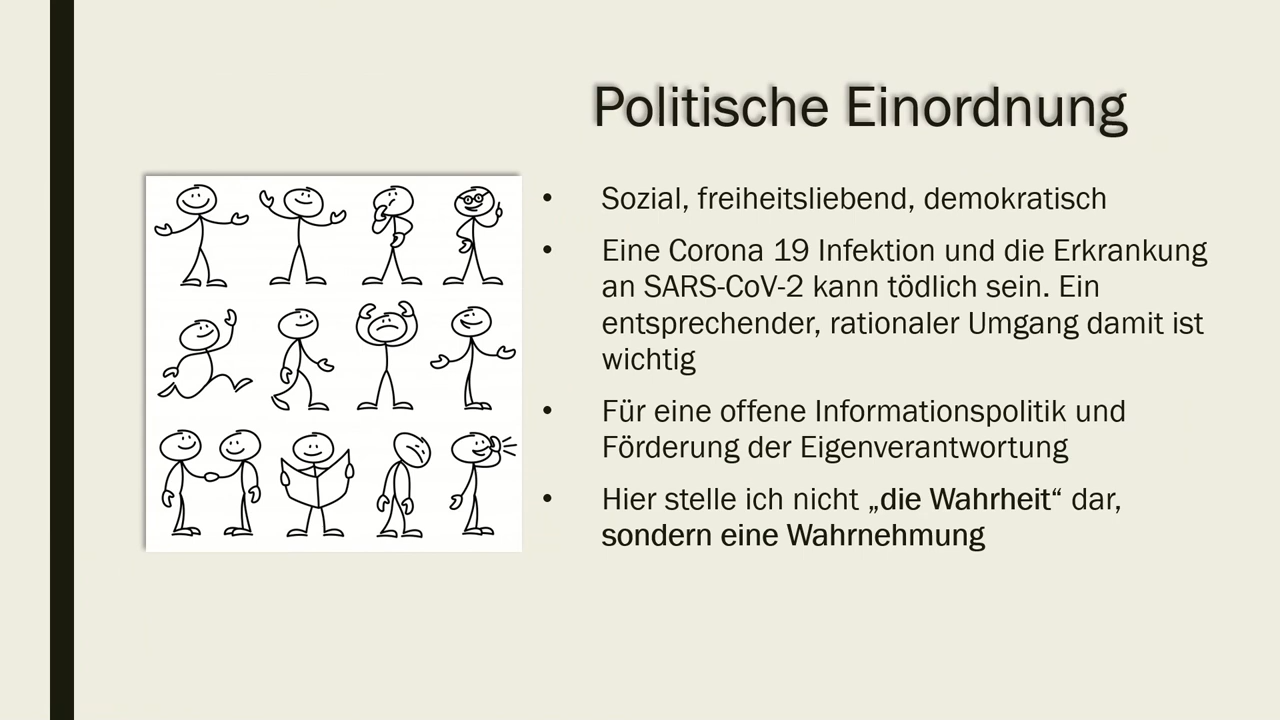 Politische Einordnung
• Sozial, freiheitsliebend, demokratisch
• Eine Corona 19 Infektion und die Erkrankung
an SARS-CoV-2 kann tödlich sein. Ein
entsprechender, rationaler Umgang damit ist
wichtig
• Für eine offene Informationspolitik und
Förderung der Eigenverantwortung
• Hier stelle ich nicht „die Wahrheit“ dar,
sondern eine Wahrnehmung